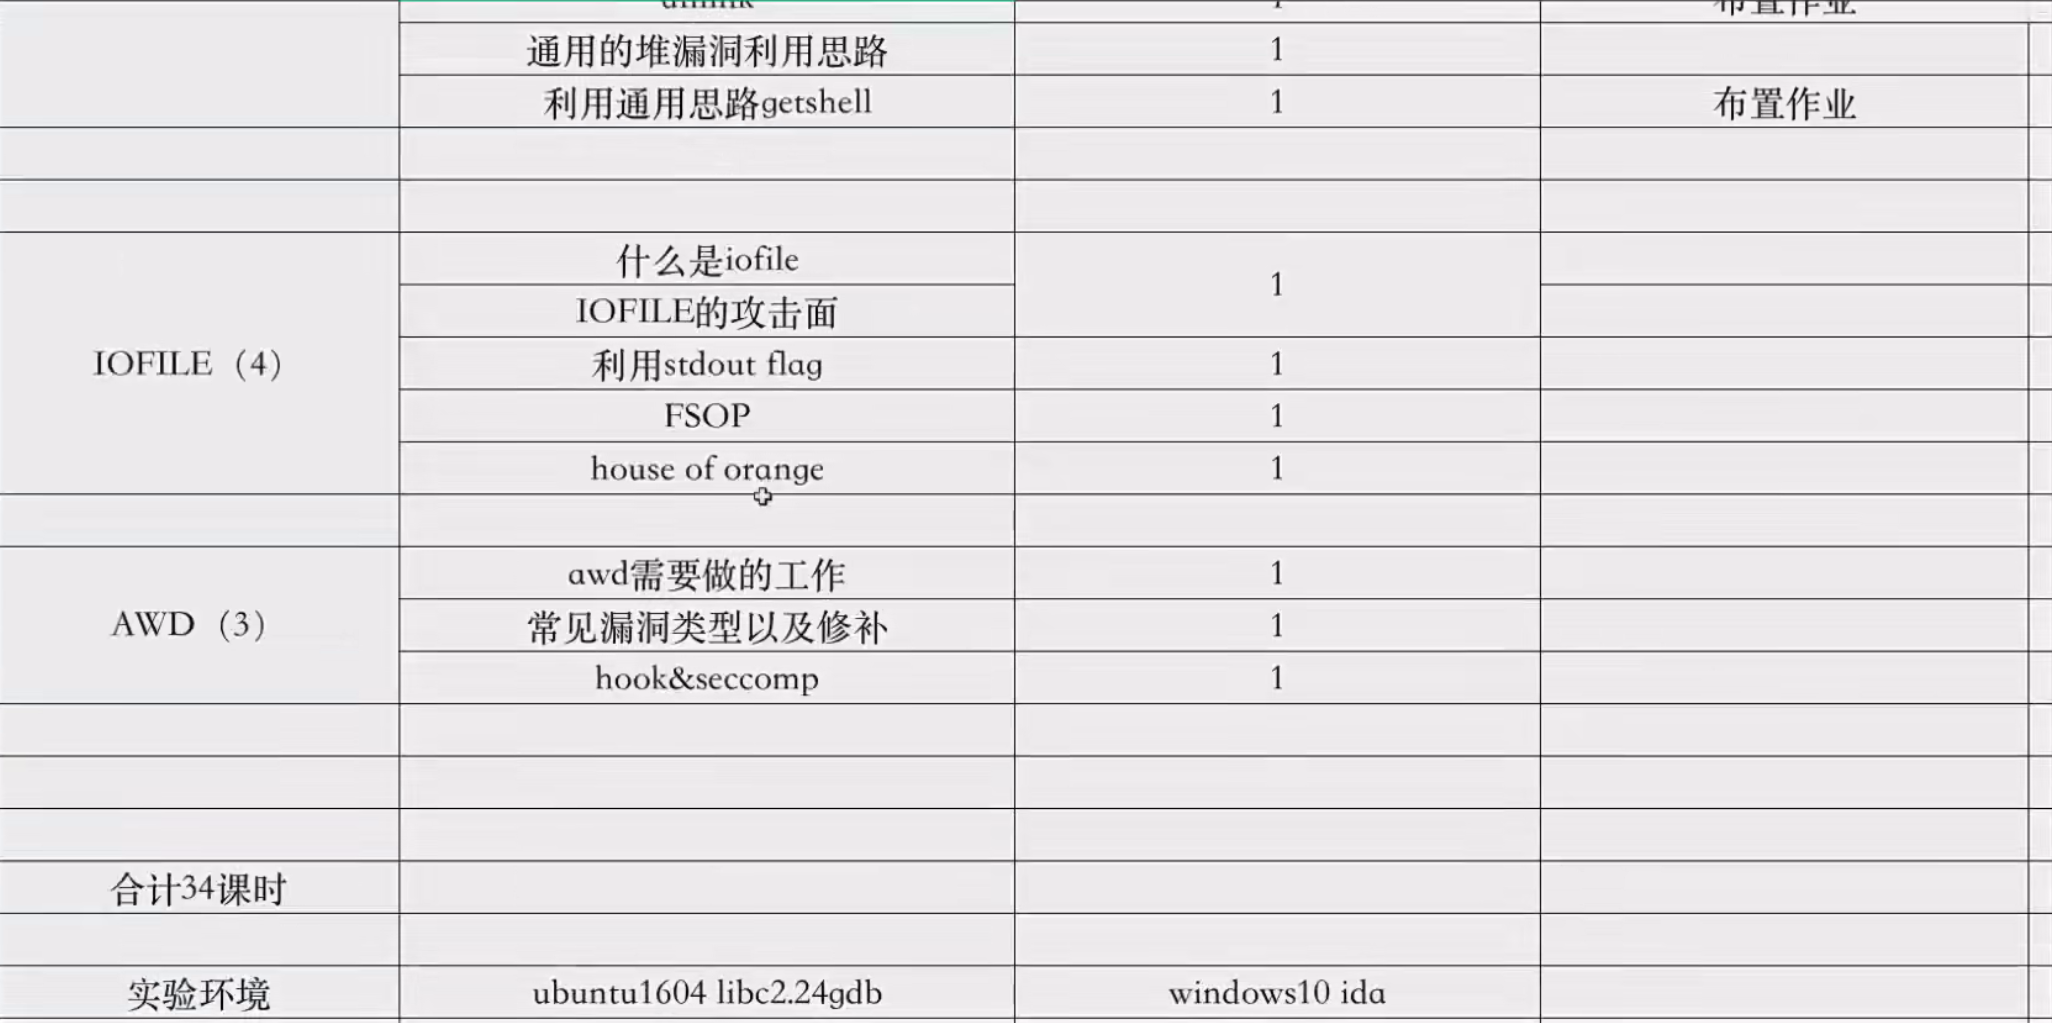 unlink 1 布置作业
通用的堆漏洞利用思路 1
利用通用思路getshell 1 布置作业
什么是iofile
1
IOFILE的攻击面
IOFILE（4） 利用stdout flag 1
FSOP 1
house of orange 1
awd需要做的工作 1
AWD（3） 常见漏洞类型以及修补 1
hook&seccomp 1
合计34课时
实验环境 ubuntu1604 libc2.24gdb windows10 ida